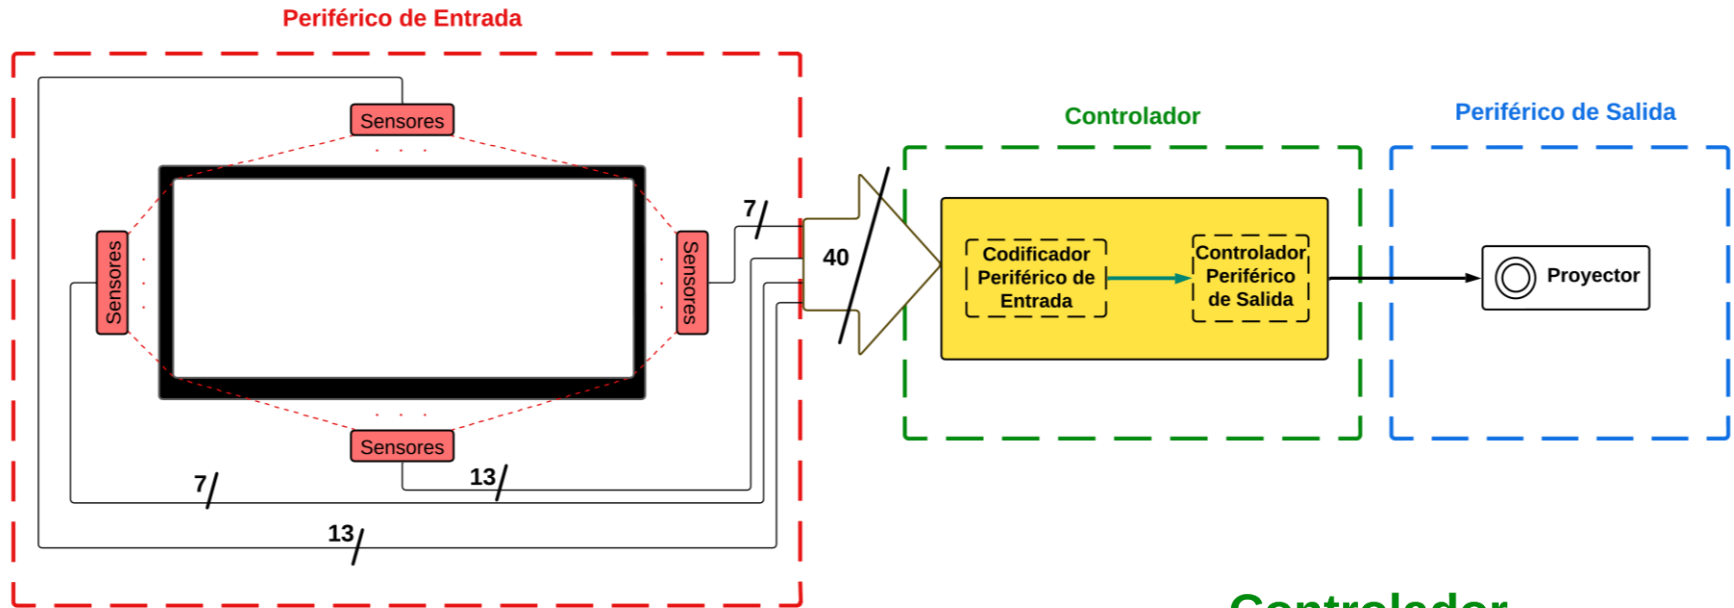 Periférico de Entrada
Sensores
Sensores
Sensores
Sensores
7
13
7
13
40
Controlador
Codificador
Periférico de
Entrada
Controlador
Periférico
de Salida
Periférico de Salida
Proyector
Controlador